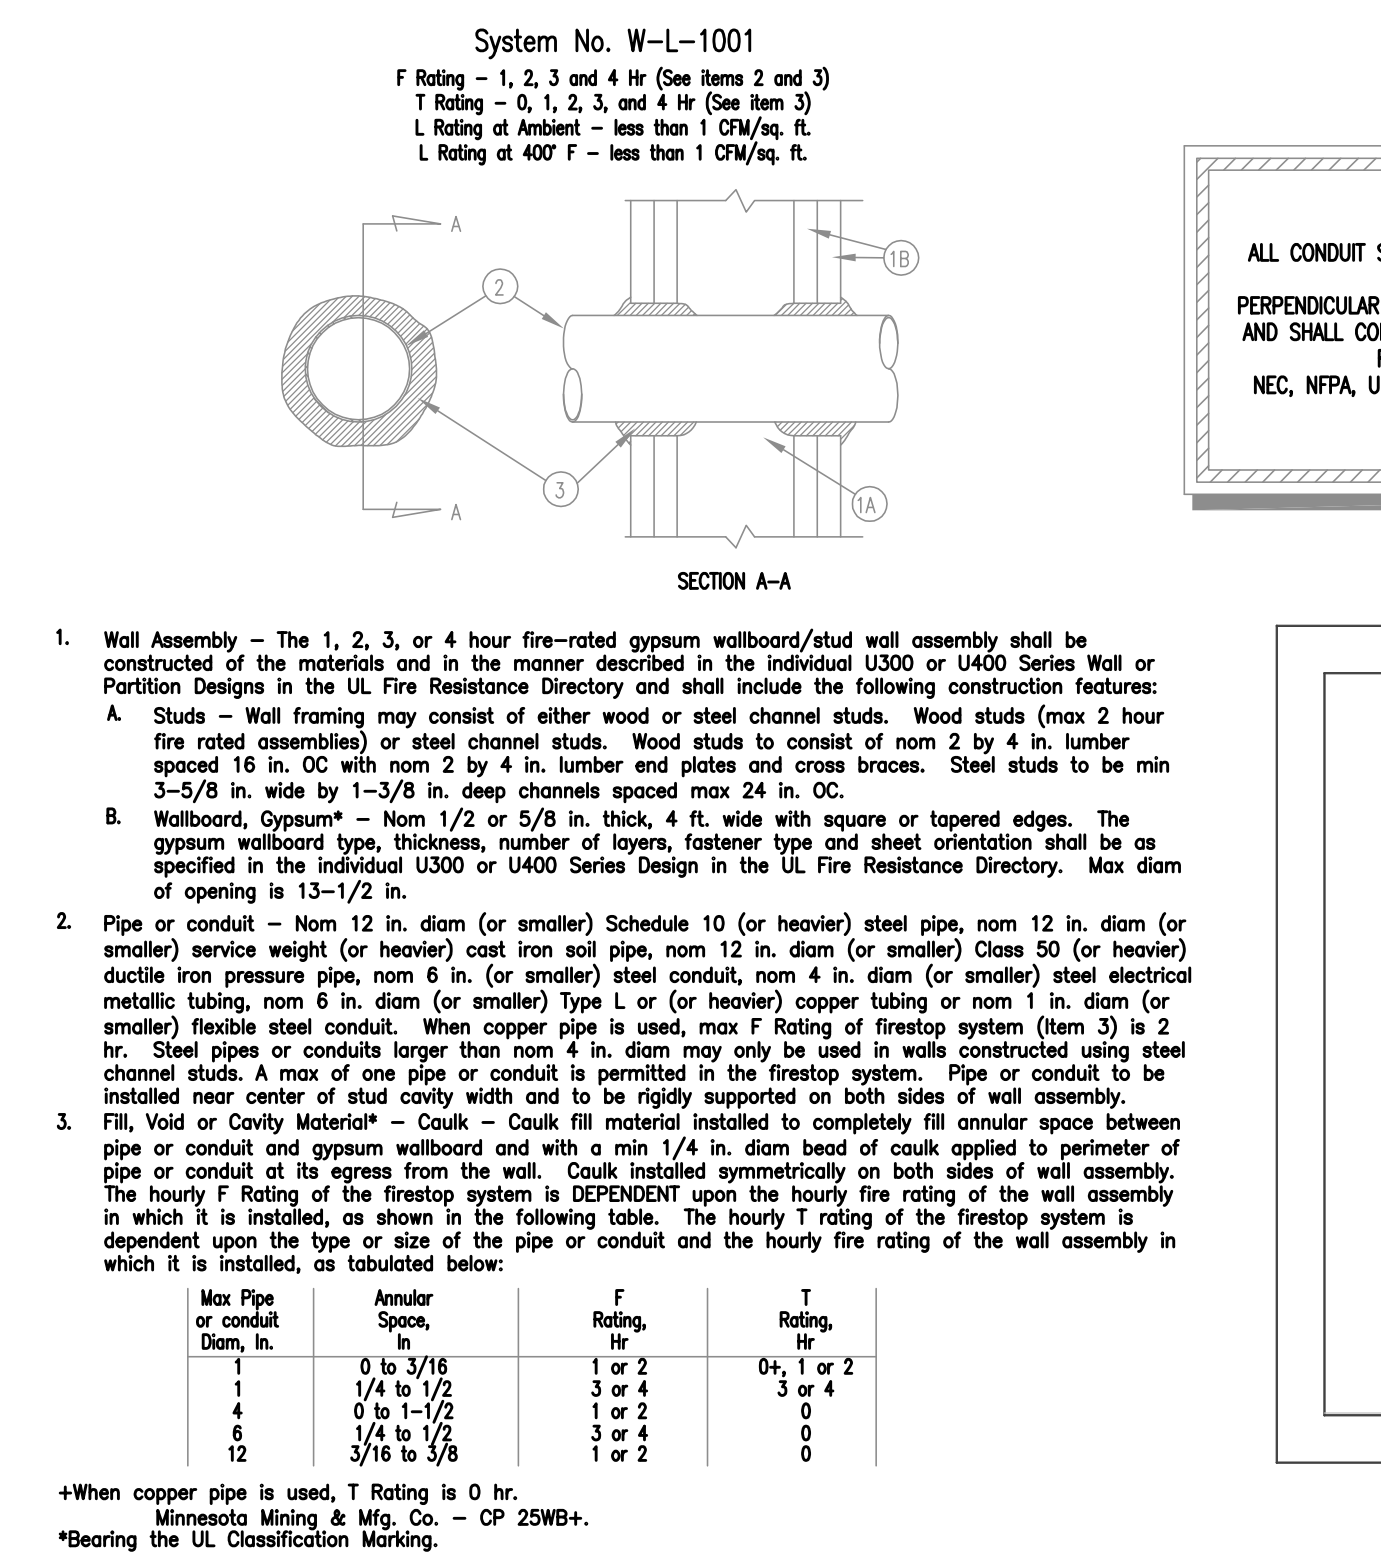 System No. W-L-1001
F Rating - 1, 2, 3 and 4 Hr (See items 2 and 3)
T Rating - 0, 1, 2, 3, and 4 Hr (See item 3)
L Rating at Ambient - less than 1 CFM/sq. ft.
L Rating at 400° F - less than 1 CFM/sq. ft.
A
1B
2
3
1A
A
SECTION A-A
ALL CONDUIT
PERPENDICULAR
AND SHALL
NEC, NFPA,
1. Wall Assembly - The 1, 2, 3, or 4 hour fire-rated gypsum wallboard/stud wall assembly shall be
constructed of the materials and in the manner described in the individual U300 or U400 Series Wall or
Partition Designs in the UL Fire Resistance Directory and shall include the following construction features:
A. Studs - Wall framing may consist of either wood or steel channel studs. Wood studs (max 2 hour
fire rated assemblies) or steel channel studs. Wood studs to consist of nom 2 by 4 in. lumber
spaced 16 in. OC with nom 2 by 4 in. lumber end plates and cross braces. Steel studs to be min
3-5/8 in. wide by 1-3/8 in. deep channels spaced max 24 in. OC.
B. Wallboard, Gypsum* - Nom 1/2 or 5/8 in. thick, 4 ft. wide with square or tapered edges. The
gypsum wallboard type, thickness, number of layers, fastener type and sheet orientation shall be as
specified in the individual U300 or U400 Series Design in the UL Fire Resistance Directory. Max diam
of opening is 13-1/2 in.
2. Pipe or conduit - Nom 12 in. diam (or smaller) Schedule 10 (or heavier) steel pipe, nom 12 in. diam (or
smaller) service weight (or heavier) cast iron soil pipe, nom 12 in. diam (or smaller) Class 50 (or heavier)
ductile iron pressure pipe, nom 6 in. (or smaller) steel conduit, nom 4 in. diam (or smaller) steel electrical
metallic tubing, nom 6 in. diam (or smaller) Type L or (or heavier) copper tubing or nom 1 in. diam (or
smaller) flexible steel conduit. When copper pipe is used, max F Rating of firestop system (Item 3) is 2
hr. Steel pipes or conduits larger than nom 4 in. diam may only be used in walls constructed using steel
channel studs. A max of one pipe or conduit is permitted in the firestop system. Pipe or conduit to be
installed near center of stud cavity width and to be rigidly supported on both sides of wall assembly.
3. Fill, Void or Cavity Material* - Caulk - Caulk fill material installed to completely fill annular space between
pipe or conduit and gypsum wallboard and with a min 1/4 in. diam bead of caulk applied to perimeter of
pipe or conduit at its egress from the wall. Caulk installed symmetrically on both sides of wall assembly.
The hourly F Rating of the firestop system is DEPENDENT upon the hourly fire rating of the wall assembly
in which it is installed, as shown in the following table. The hourly T rating of the firestop system is
dependent upon the type or size of the pipe or conduit and the hourly fire rating of the wall assembly in
which it is installed, as tabulated below:
Max Pipe Annular F T
or conduit Space, Rating, Rating,
Diam, In. In Hr Hr
1 0 to 3/16 1 or 2 0+, 1 or 2
1 1/4 to 1/2 3 or 4 3 or 4
4 0 to 1-1/2 1 or 2 0
6 1/4 to 1/2 3 or 4 0
12 3/16 to 3/8 1 or 2 0
+When copper pipe is used, T Rating is 0 hr.
Minnesota Mining & Mfg. Co. - CP 25WB+.
*Bearing the UL Classification Marking.